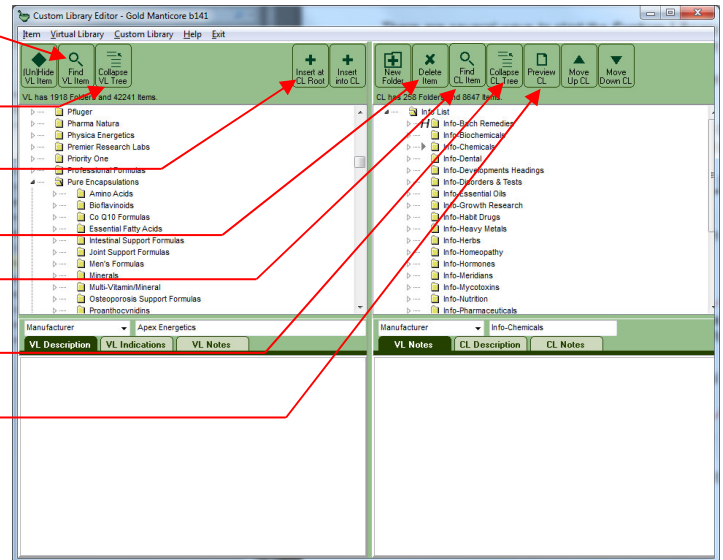 Custom Library Editor - Gold Manticore b141
Item Virtual Library Custom Library Help Exit
(Un)Hide VL Item
Find VL Item
Collapse VL Tree
Insert at CL Root
Insert into CL
New Folder
Delete Item
Find CL Item
Collapse CL Tree
Preview CL
Move Up CL
Move Down CL
VL has 1918 Folders and 42241 items.
CL has 258 Folders and 8647 items.
Pfluger
Pharma Natura
Physica Energetics
Premier Research Labs
Priority One
Professional Formulas
Pure Encapsulations
Amino Acids
Bioflavinoids
Co Q10 Formulas
Essential Fatty Acids
Intestinal Support Formulas
Joint Support Formulas
Men's Formulas
Minerals
Multi-Vitamin/Mineral
Osteoporosis Support Formulas
Proanthocynidins
Info List
Info-Bach Remedies
Info-Biochemicals
Info-Chemicals
Info-Dental
Info-Developments Headings
Info-Disorders & Tests
Info-Essential Oils
Info-Growth Research
Info-Habit Drugs
Info-Heavy Metals
Info-Herbs
Info-Homeopathy
Info-Hormones
Info-Meridians
Info-Mycotoxins
Info-Nutrition
Info-Pharmaceuticals
Manufacturer Apex Energetics
VL Description VL Indications VL Notes
Manufacturer Info-Chemicals
VL Notes CL Description CL Notes